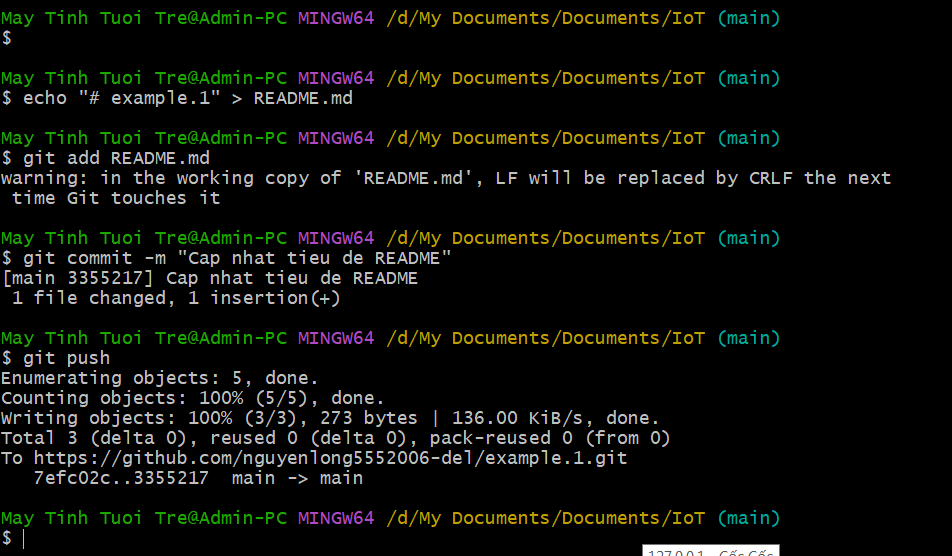 May Tinh Tuoi Tre@Admin-PC MINGW64 /d/My Documents/Documents/IoT (main)
$
May Tinh Tuoi Tre@Admin-PC MINGW64 /d/My Documents/Documents/IoT (main)
$ echo "# example.1" > README.md
May Tinh Tuoi Tre@Admin-PC MINGW64 /d/My Documents/Documents/IoT (main)
$ git add README.md
warning: in the working copy of 'README.md', LF will be replaced by CRLF the next
 time Git touches it
May Tinh Tuoi Tre@Admin-PC MINGW64 /d/My Documents/Documents/IoT (main)
$ git commit -m "Cap nhat tieu de README"
[main 3355217] Cap nhat tieu de README
 1 file changed, 1 insertion(+)
May Tinh Tuoi Tre@Admin-PC MINGW64 /d/My Documents/Documents/IoT (main)
$ git push
Enumerating objects: 5, done.
Counting objects: 100% (5/5), done.
Writing objects: 100% (3/3), 273 bytes | 136.00 KiB/s, done.
Total 3 (delta 0), reused 0 (delta 0), pack-reused 0 (from 0)
To https://github.com/nguyenlong5552006-del/example.1.git
   7efc02c..3355217  main -> main
May Tinh Tuoi Tre@Admin-PC MINGW64 /d/My Documents/Documents/IoT (main)
$